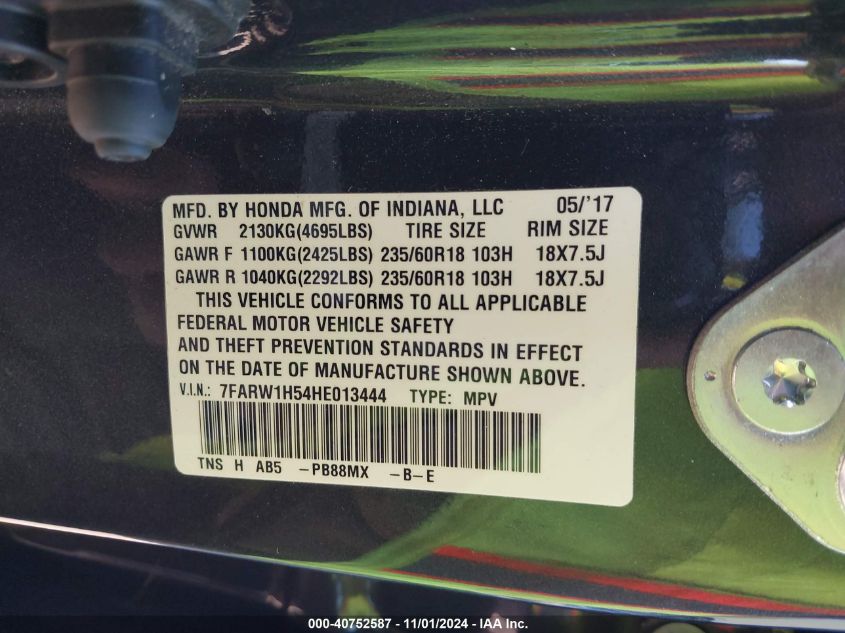 MFD. BY HONDA MFG. OF INDIANA, LLC 05/'17
GVWR 2130KG(4695LBS) TIRE SIZE RIM SIZE
GAWR F 1100KG(2425LBS) 235/60R18 103H 18X7.5J
GAWR R 1040KG(2292LBS) 235/60R18 103H 18X7.5J
THIS VEHICLE CONFORMS TO ALL APPLICABLE
FEDERAL MOTOR VEHICLE SAFETY
AND THEFT PREVENTION STANDARDS IN EFFECT
ON THE DATE OF MANUFACTURE SHOWN ABOVE.
V.I.N.: 7FARW1H54HE013444 TYPE: MPV
TNS H AB5 -PB88MX -B-E
000-40752587 - 11/01/2024 - IAA Inc.